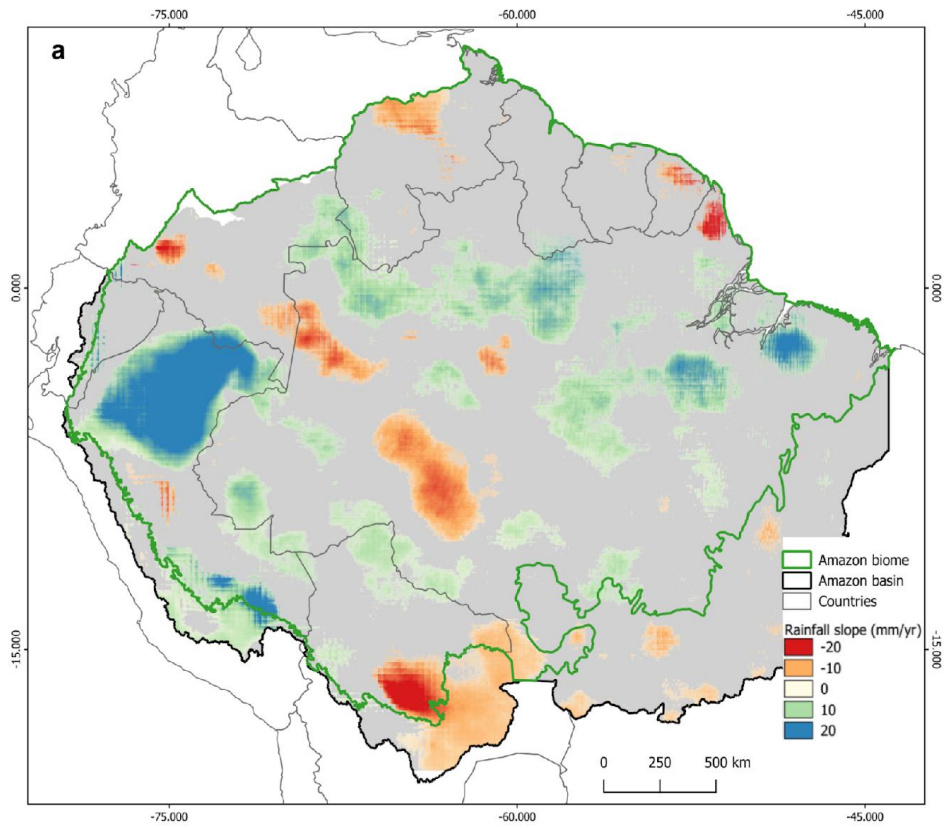 -75.000 -60.000 -45.000
a
0.000 0.000
-15.000 -15.000
Amazon biome
Amazon basin
Countries
Rainfall slope (mm/yr)
-20
-10
0
10
20
0 250 500 km
-75.000 -60.000 -45.000